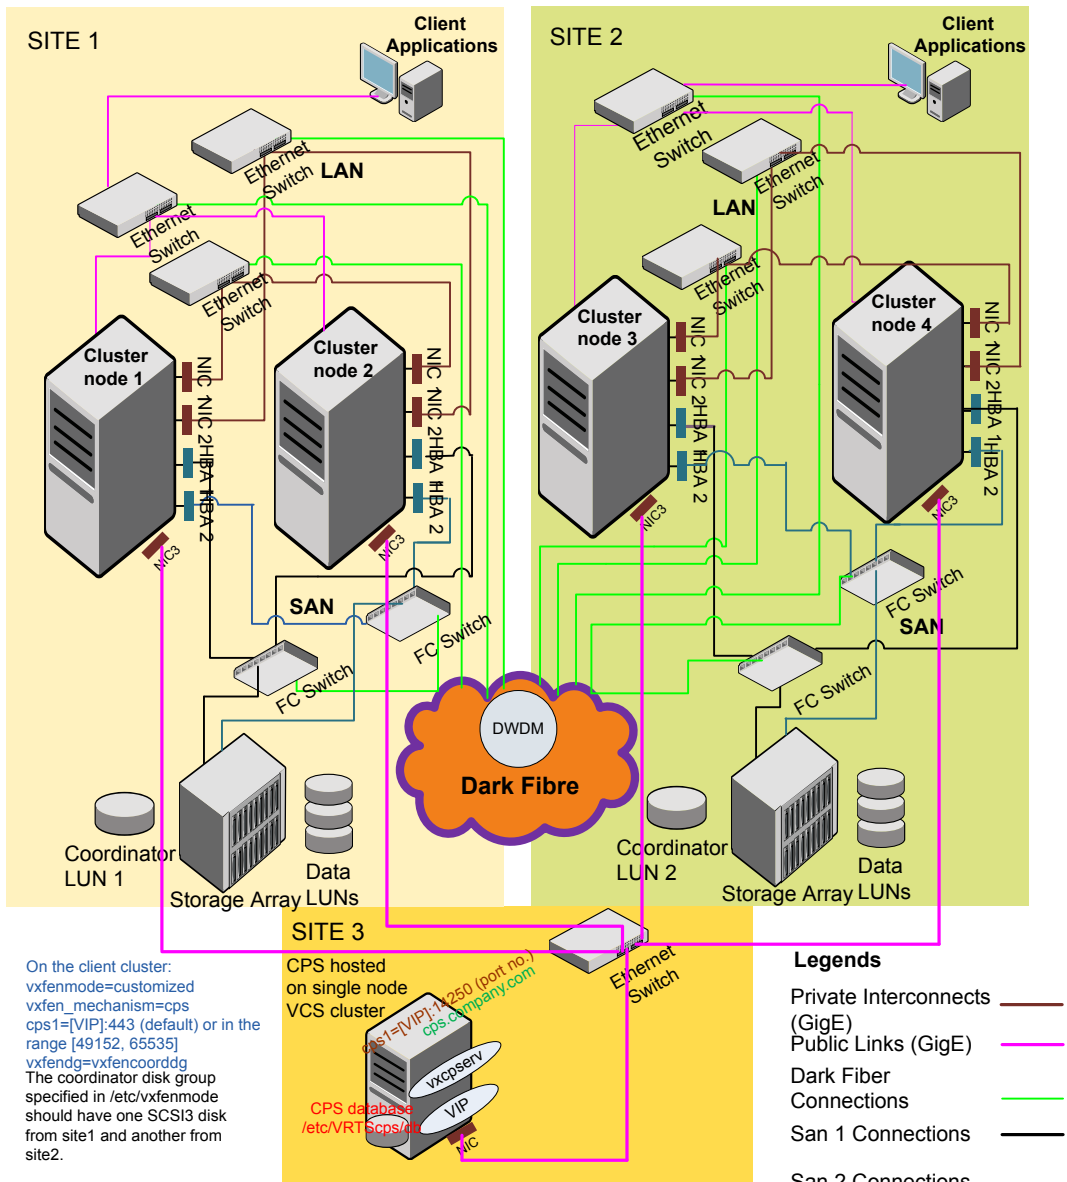 SITE 1
Client
Applications
Ethernet
Switch
LAN
Ethernet
Switch
Ethernet
Switch
Cluster
node 1
Cluster
node 2
NIC 1
NIC 2
HBA 1
HBA 2
NIC3
NIC 1
NIC 2
HBA 1
HBA 2
NIC3
SAN
FC Switch
FC Switch
Coordinator
LUN 1
Storage Array
Data
LUNs
SITE 2
Client
Applications
Ethernet
Switch
Ethernet
Switch
LAN
Ethernet
Switch
Cluster
node 3
Cluster
node 4
NIC 1
NIC 2
HBA 1
HBA 2
NIC3
NIC 1
NIC 2
HBA 1
HBA 2
NIC3
FC Switch
SAN
FC Switch
DWDM
Dark Fibre
Coordinator
LUN 2
Storage Array
Data
LUNs
SITE 3
CPS hosted
on single node
VCS cluster
Ethernet
Switch
cps1=[VIP]:14250 (port no.)
cps.company.com
vxcpserv
VIP
CPS database
/etc/VRTScps/db
NIC
On the client cluster:
vxfenmode=customized
vxfen_mechanism=cps
cps1=[VIP]:443 (default) or in the
range [49152, 65535]
vxfendg=vxfencoorddg
The coordinator disk group
specified in /etc/vxfenmode
should have one SCSI3 disk
from site1 and another from
site2.
Legends
Private Interconnects
(GigE)
Public Links (GigE)
Dark Fiber
Connections
San 1 Connections
San 2 Connections